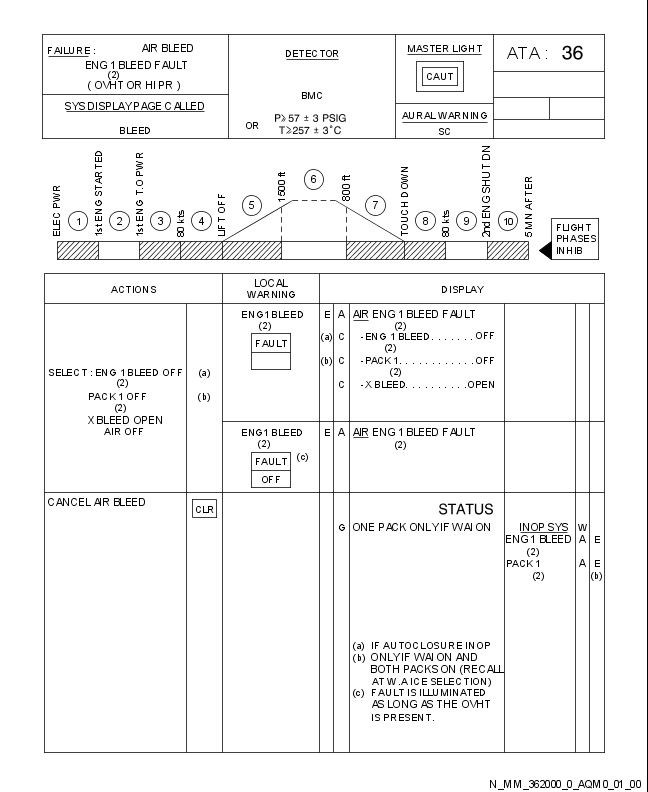 FAILURE : AIR BLEED
ENG 1 BLEED FAULT
(2)
( OVHT OR HI PR )
SYS DISPLAY PAGE CALLED
BLEED
DETECTOR
BMC
OR P≥57 ± 3 PSIG
T≥257 ± 3°C
MASTER LIGHT
CAUT
AURAL WARNING
SC
ATA : 36
ELEC PWR
1
1st ENG STARTED
2
1st ENG T.O PWR
3
80 kts
4
LIFT OFF
5
1500 ft
6
800 ft
7
TOUCH DOWN
8
80 kts
9
2nd ENG SHUT DN
10
5 MN AFTER
FLIGHT
PHASES
INHIB
ACTIONS
LOCAL
WARNING
DISPLAY
SELECT : ENG 1 BLEED OFF (a)
(2)
PACK 1 OFF (b)
(2)
X BLEED OPEN
AIR OFF
ENG 1 BLEED
(2)
FAULT
E A AIR ENG 1 BLEED FAULT
(2)
(a) C - ENG 1 BLEED . . . . . . . OFF
(2)
(b) C - PACK 1 . . . . . . . . . . . . OFF
(2)
C - X BLEED . . . . . . . . . . OPEN
ENG 1 BLEED
(2)
FAULT (c)
OFF
E A AIR ENG 1 BLEED FAULT
(2)
CANCEL AIR BLEED
CLR
STATUS
G ONE PACK ONLY IF WAI ON
INOP SYS W
ENG 1 BLEED A E
(2)
PACK 1 A E
(2) (b)
(a) IF AUTOCLOSURE INOP
(b) ONLY IF WAI ON AND
BOTH PACKS ON (RECALL
AT W.A ICE SELECTION)
(c) FAULT IS ILLUMINATED
AS LONG AS THE OVHT
IS PRESENT.
N_MM_362000_0_AQM0_01_00